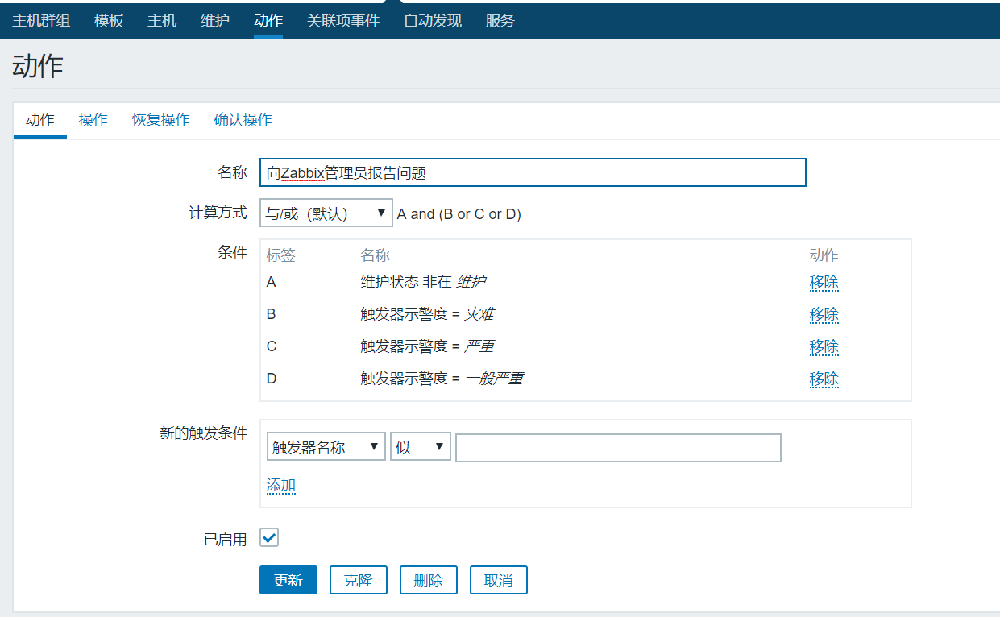 主机群组 模板 主机 维护 动作 关联项事件 自动发现 服务
动作
动作 操作 恢复操作 确认操作
名称 向Zabbix管理员报告问题
计算方式 与/或（默认） A and (B or C or D)
条件 标签 名称 动作
A 维护状态 非在 维护 移除
B 触发器示警度 = 灾难 移除
C 触发器示警度 = 严重 移除
D 触发器示警度 = 一般严重 移除
新的触发条件 触发器名称 似
添加
已启用
更新 克隆 删除 取消